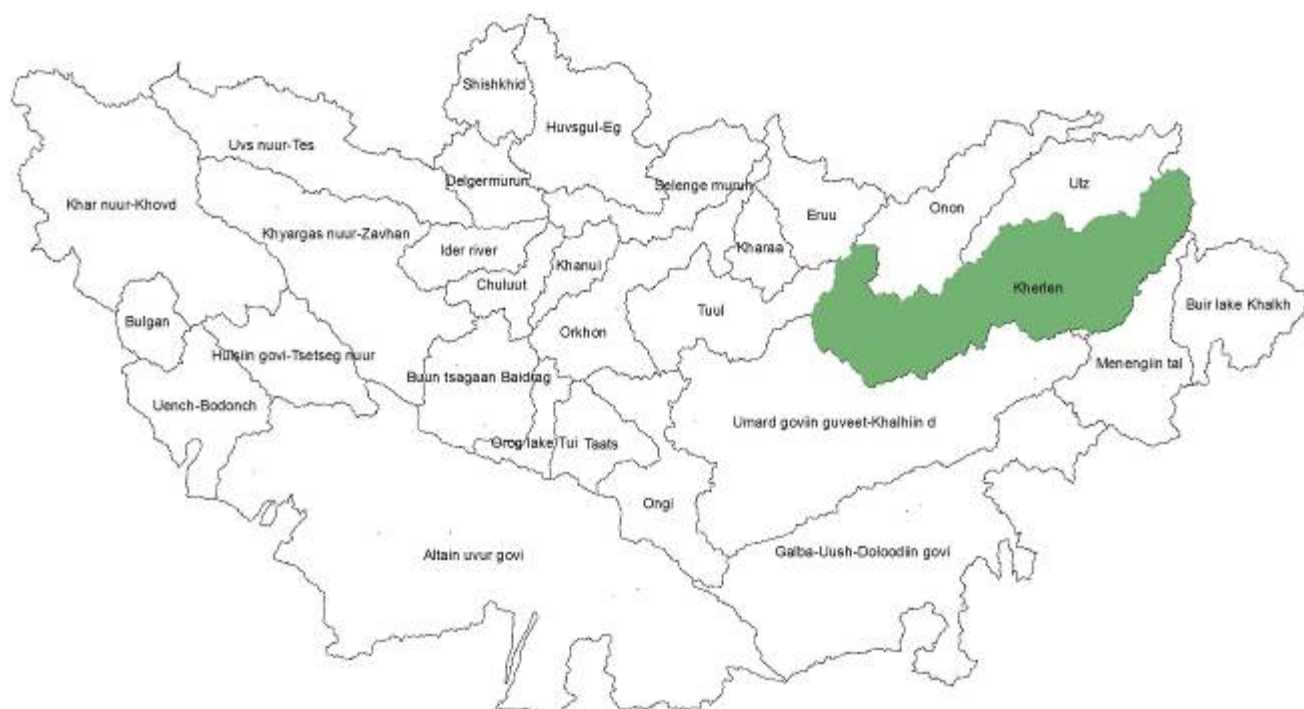 Shishkhid
Huvsgul-Eg
Uvs nuur-Tes
Delgermurun
Selenge muruh
Ulz
Khar nuur-Khovd
Onon
Eruu
Khyargas nuur-Zavhan
Ider river
Kharaa
Khanui
Chuluut
Kherlen
Buir lake Khalkh
Tuul
Bulgan
Orkhon
Hulsiin govi-Tsetseg nuur
Menengiin tal
Buun tsagaan Baidrag
Uench-Bodonch
Umard goviin guveet-Khalhiin d
Orog lake Tui
Taats
Ongi
Altain uvur govi
Galba-Uush-Doloodiin govi